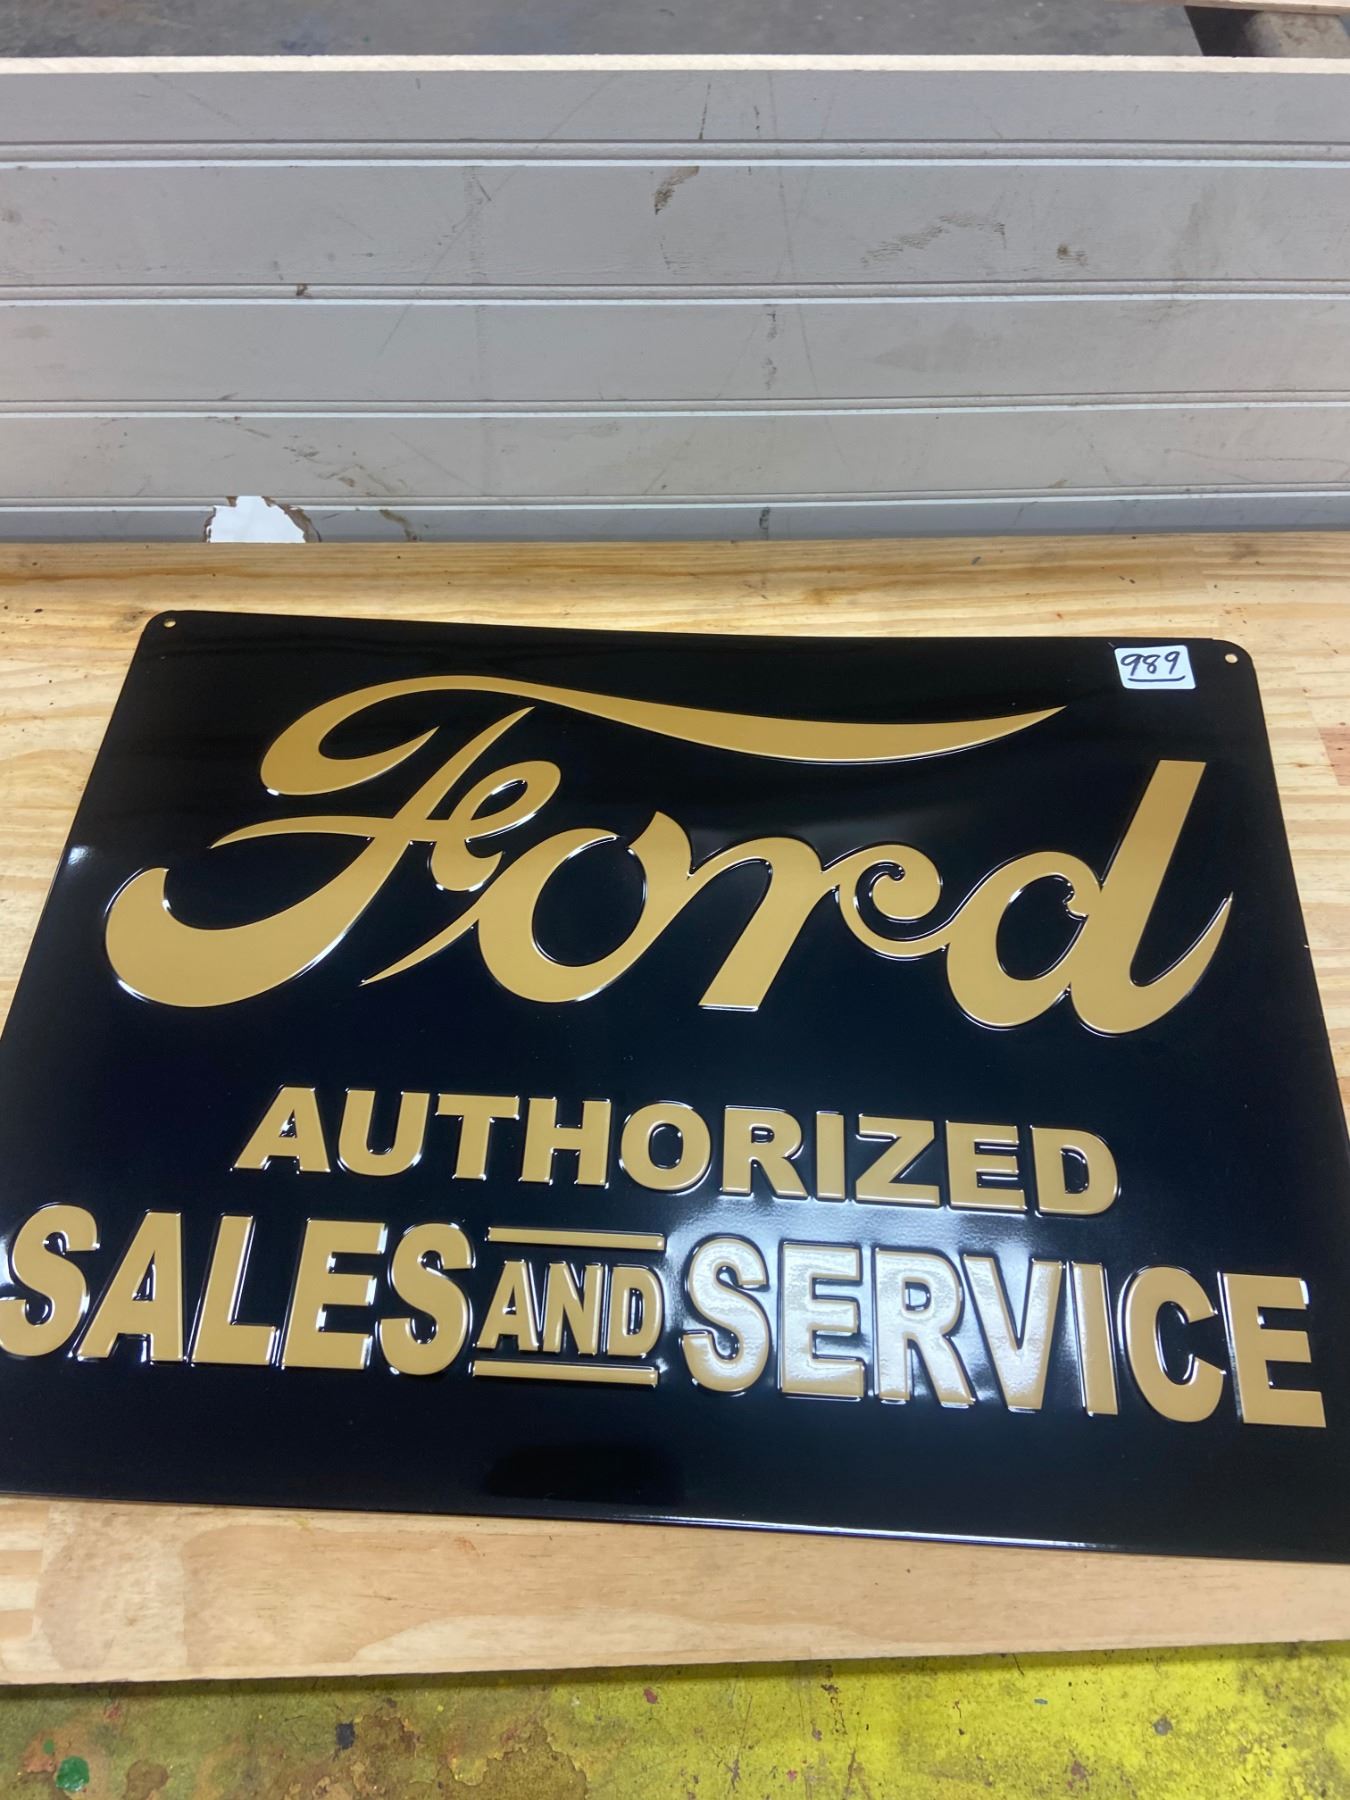 989
Ford
AUTHORIZED
SALES AND SERVICE